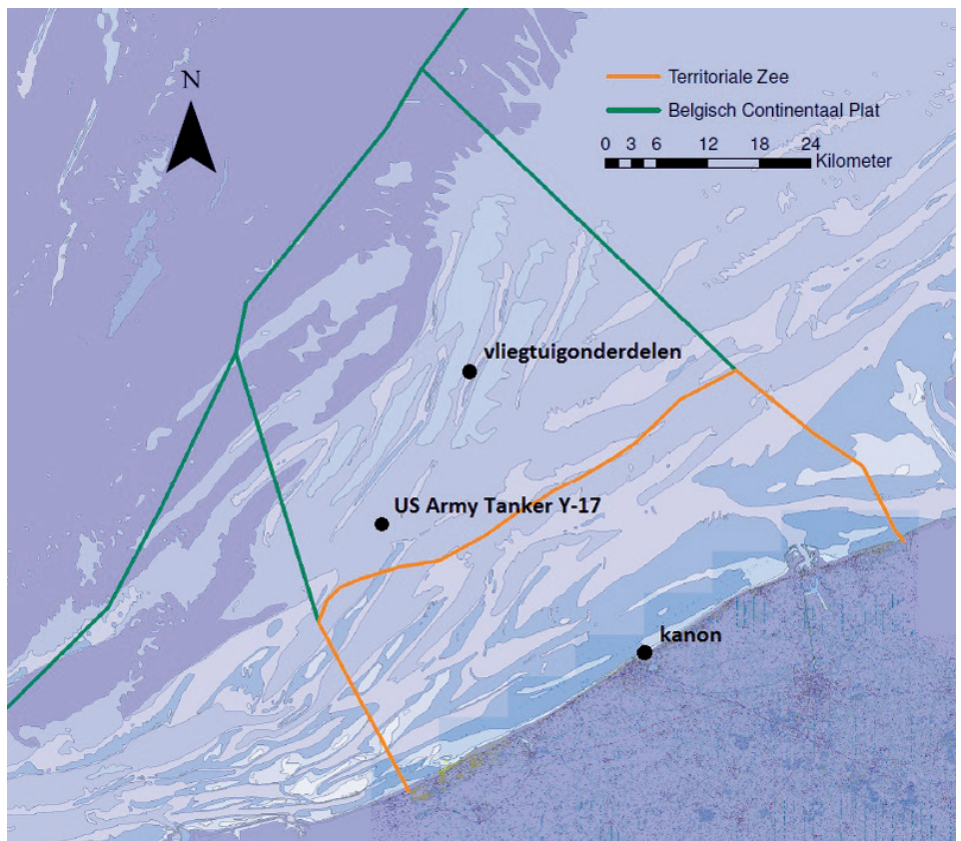 N
Territoriale Zee
Belgisch Continentaal Plat
0 3 6 12 18 24
Kilometer
vliegtuigonderdelen
US Army Tanker Y-17
kanon